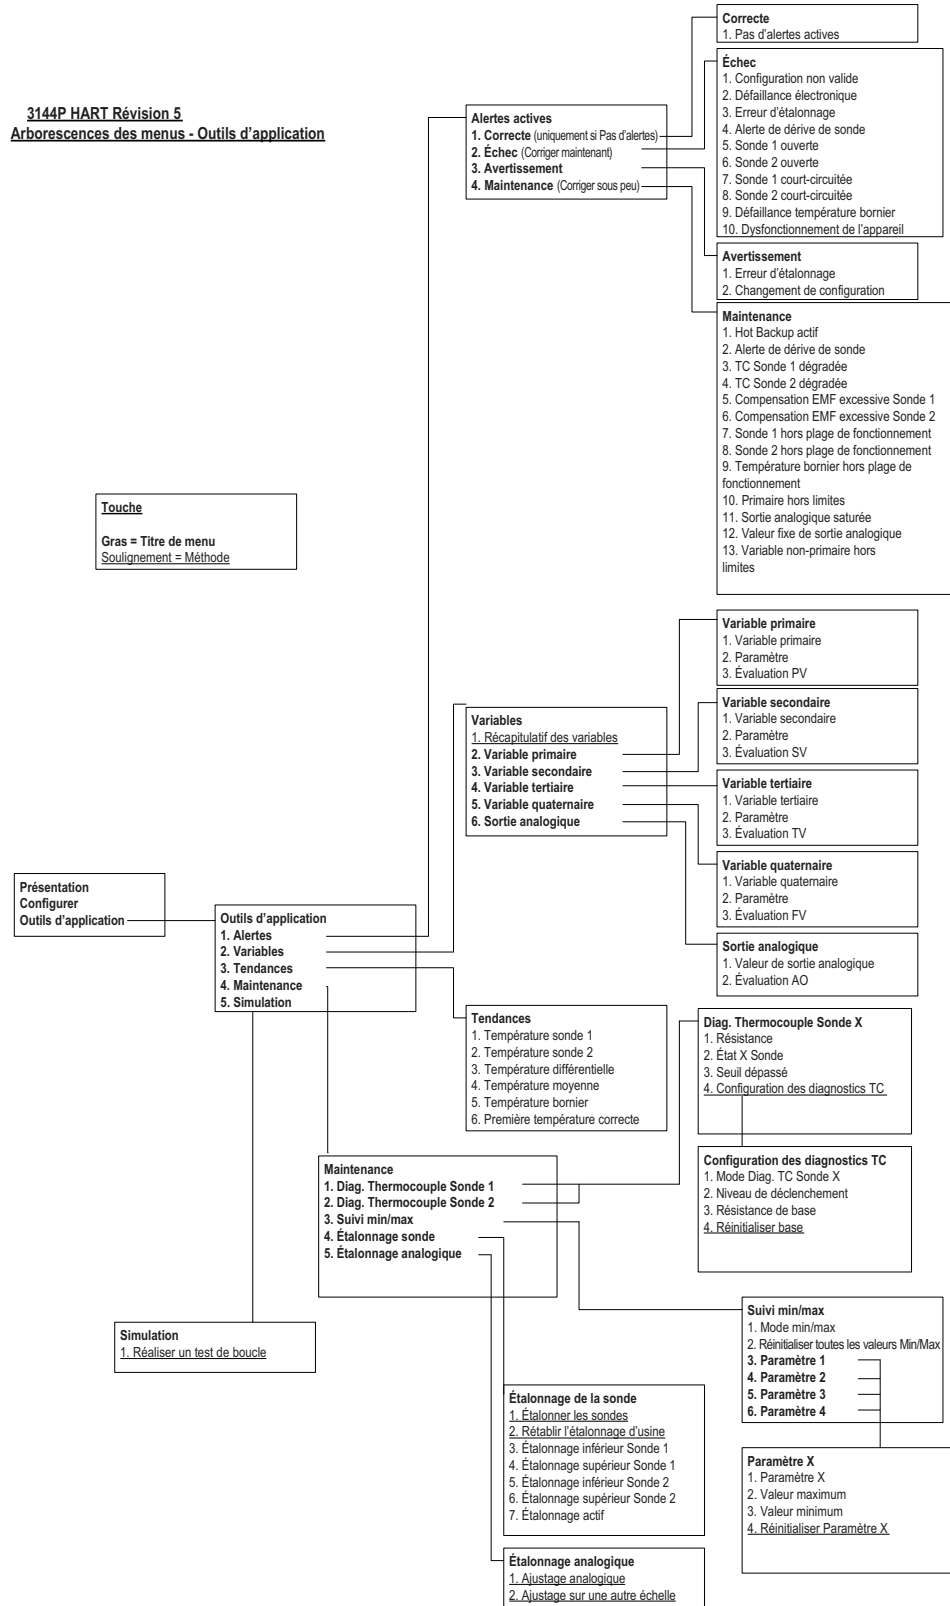 3144P HART Révision 5
Arborescences des menus - Outils d'application
Touche
Gras = Titre de menu
Soulignement = Méthode
Présentation
Configurer
Outils d'application
Outils d'application
1. Alertes
2. Variables
3. Tendances
4. Maintenance
5. Simulation
Alertes actives
1. Correcte (uniquement si Pas d'alertes)
2. Échec (Corriger maintenant)
3. Avertissement
4. Maintenance (Corriger sous peu)
Correcte
1. Pas d'alertes actives
Échec
1. Configuration non valide
2. Défaillance électronique
3. Erreur d'étalonnage
4. Alerte de dérive de sonde
5. Sonde 1 ouverte
6. Sonde 2 ouverte
7. Sonde 1 court-circuitée
8. Sonde 2 court-circuitée
9. Défaillance température bornier
10. Dysfonctionnement de l'appareil
Avertissement
1. Erreur d'étalonnage
2. Changement de configuration
Maintenance
1. Hot Backup actif
2. Alerte de dérive de sonde
3. TC Sonde 1 dégradée
4. TC Sonde 2 dégradée
5. Compensation EMF excessive Sonde 1
6. Compensation EMF excessive Sonde 2
7. Sonde 1 hors plage de fonctionnement
8. Sonde 2 hors plage de fonctionnement
9. Température bornier hors plage de
fonctionnement
10. Primaire hors limites
11. Sortie analogique saturée
12. Valeur fixe de sortie analogique
13. Variable non-primaire hors
limites
Variables
1. Récapitulatif des variables
2. Variable primaire
3. Variable secondaire
4. Variable tertiaire
5. Variable quaternaire
6. Sortie analogique
Variable primaire
1. Variable primaire
2. Paramètre
3. Évaluation PV
Variable secondaire
1. Variable secondaire
2. Paramètre
3. Évaluation SV
Variable tertiaire
1. Variable tertiaire
2. Paramètre
3. Évaluation TV
Variable quaternaire
1. Variable quaternaire
2. Paramètre
3. Évaluation FV
Sortie analogique
1. Valeur de sortie analogique
2. Évaluation AO
Tendances
1. Température sonde 1
2. Température sonde 2
3. Température différentielle
4. Température moyenne
5. Température bornier
6. Première température correcte
Maintenance
1. Diag. Thermocouple Sonde 1
2. Diag. Thermocouple Sonde 2
3. Suivi min/max
4. Étalonnage sonde
5. Étalonnage analogique
Diag. Thermocouple Sonde X
1. Résistance
2. État X Sonde
3. Seuil dépassé
4. Configuration des diagnostics TC
Configuration des diagnostics TC
1. Mode Diag. TC Sonde X
2. Niveau de déclenchement
3. Résistance de base
4. Réinitialiser base
Suivi min/max
1. Mode min/max
2. Réinitialiser toutes les valeurs Min/Max
3. Paramètre 1
4. Paramètre 2
5. Paramètre 3
6. Paramètre 4
Paramètre X
1. Paramètre X
2. Valeur maximum
3. Valeur minimum
4. Réinitialiser Paramètre X
Simulation
1. Réaliser un test de boucle
Étalonnage de la sonde
1. Étalonner les sondes
2. Rétablir l'étalonnage d'usine
3. Étalonnage inférieur Sonde 1
4. Étalonnage supérieur Sonde 1
5. Étalonnage inférieur Sonde 2
6. Étalonnage supérieur Sonde 2
7. Étalonnage actif
Étalonnage analogique
1. Ajustage analogique
2. Ajustage sur une autre échelle